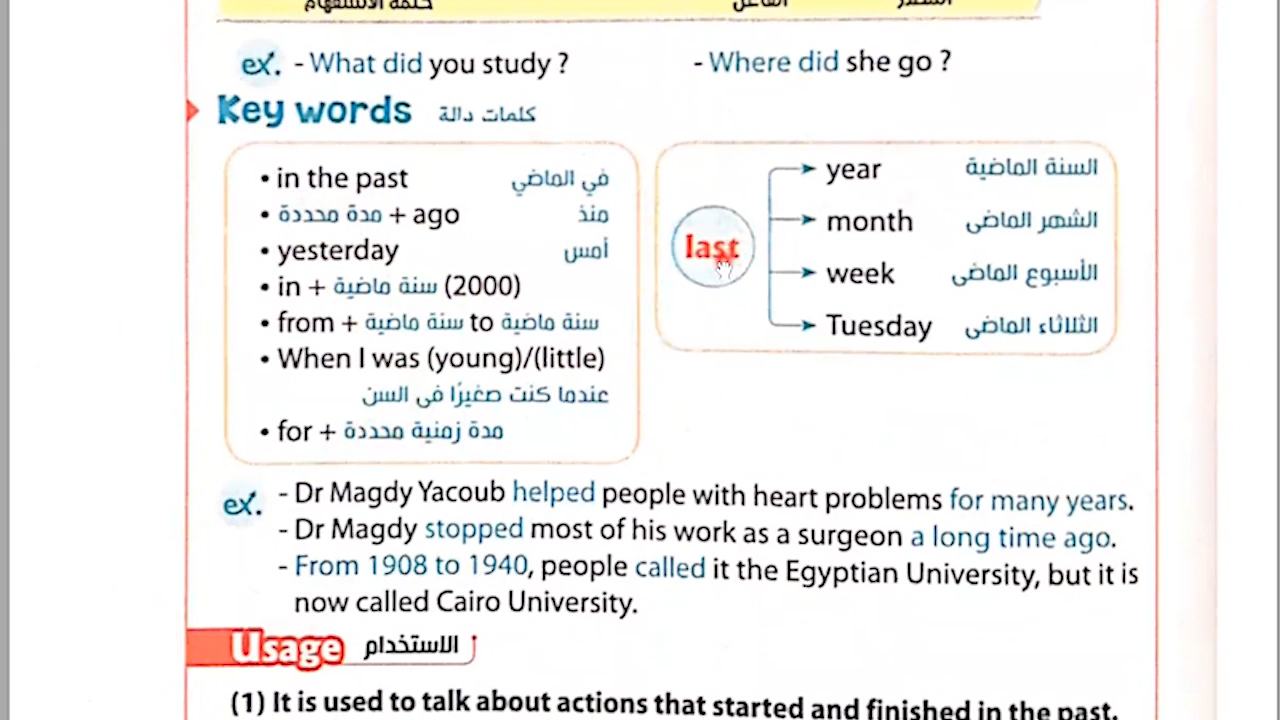 كلمة الاستفهام الفاعل المصدر
ex. - What did you study ? - Where did she go ?
Key words كلمات دالة
• in the past في الماضي
• مدة محددة + ago منذ
• yesterday أمس
• in + سنة ماضية (2000)
• from + سنة ماضية to سنة ماضية
• When I was (young)/(little)
عندما كنت صغيرًا فى السن
• for + مدة زمنية محددة
last
year السنة الماضية
month الشهر الماضى
week الأسبوع الماضى
Tuesday الثلاثاء الماضى
ex. - Dr Magdy Yacoub helped people with heart problems for many years.
- Dr Magdy stopped most of his work as a surgeon a long time ago.
- From 1908 to 1940, people called it the Egyptian University, but it is
now called Cairo University.
Usage الاستخدام
(1) It is used to talk about actions that started and finished in the past.